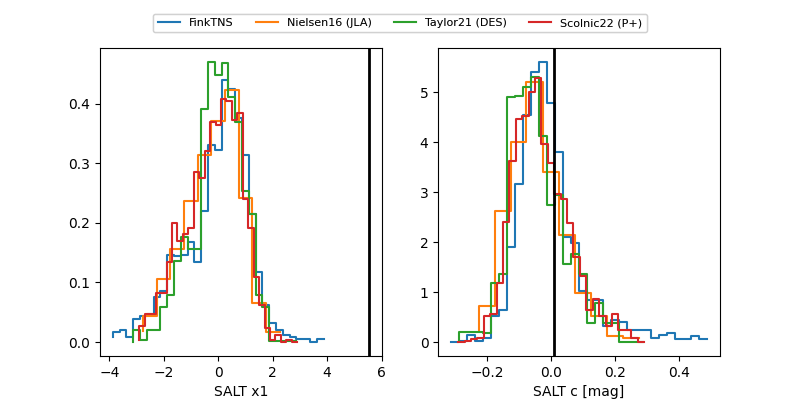 FinkTNS Nielsen16 (JLA) Taylor21 (DES) Scolnic22 (P+)
0.4
0.3
0.2
0.1
0.0
−4 −2 0 2 4 6
SALT x1
5
4
3
2
1
0
−0.2 0.0 0.2 0.4
SALT c [mag]